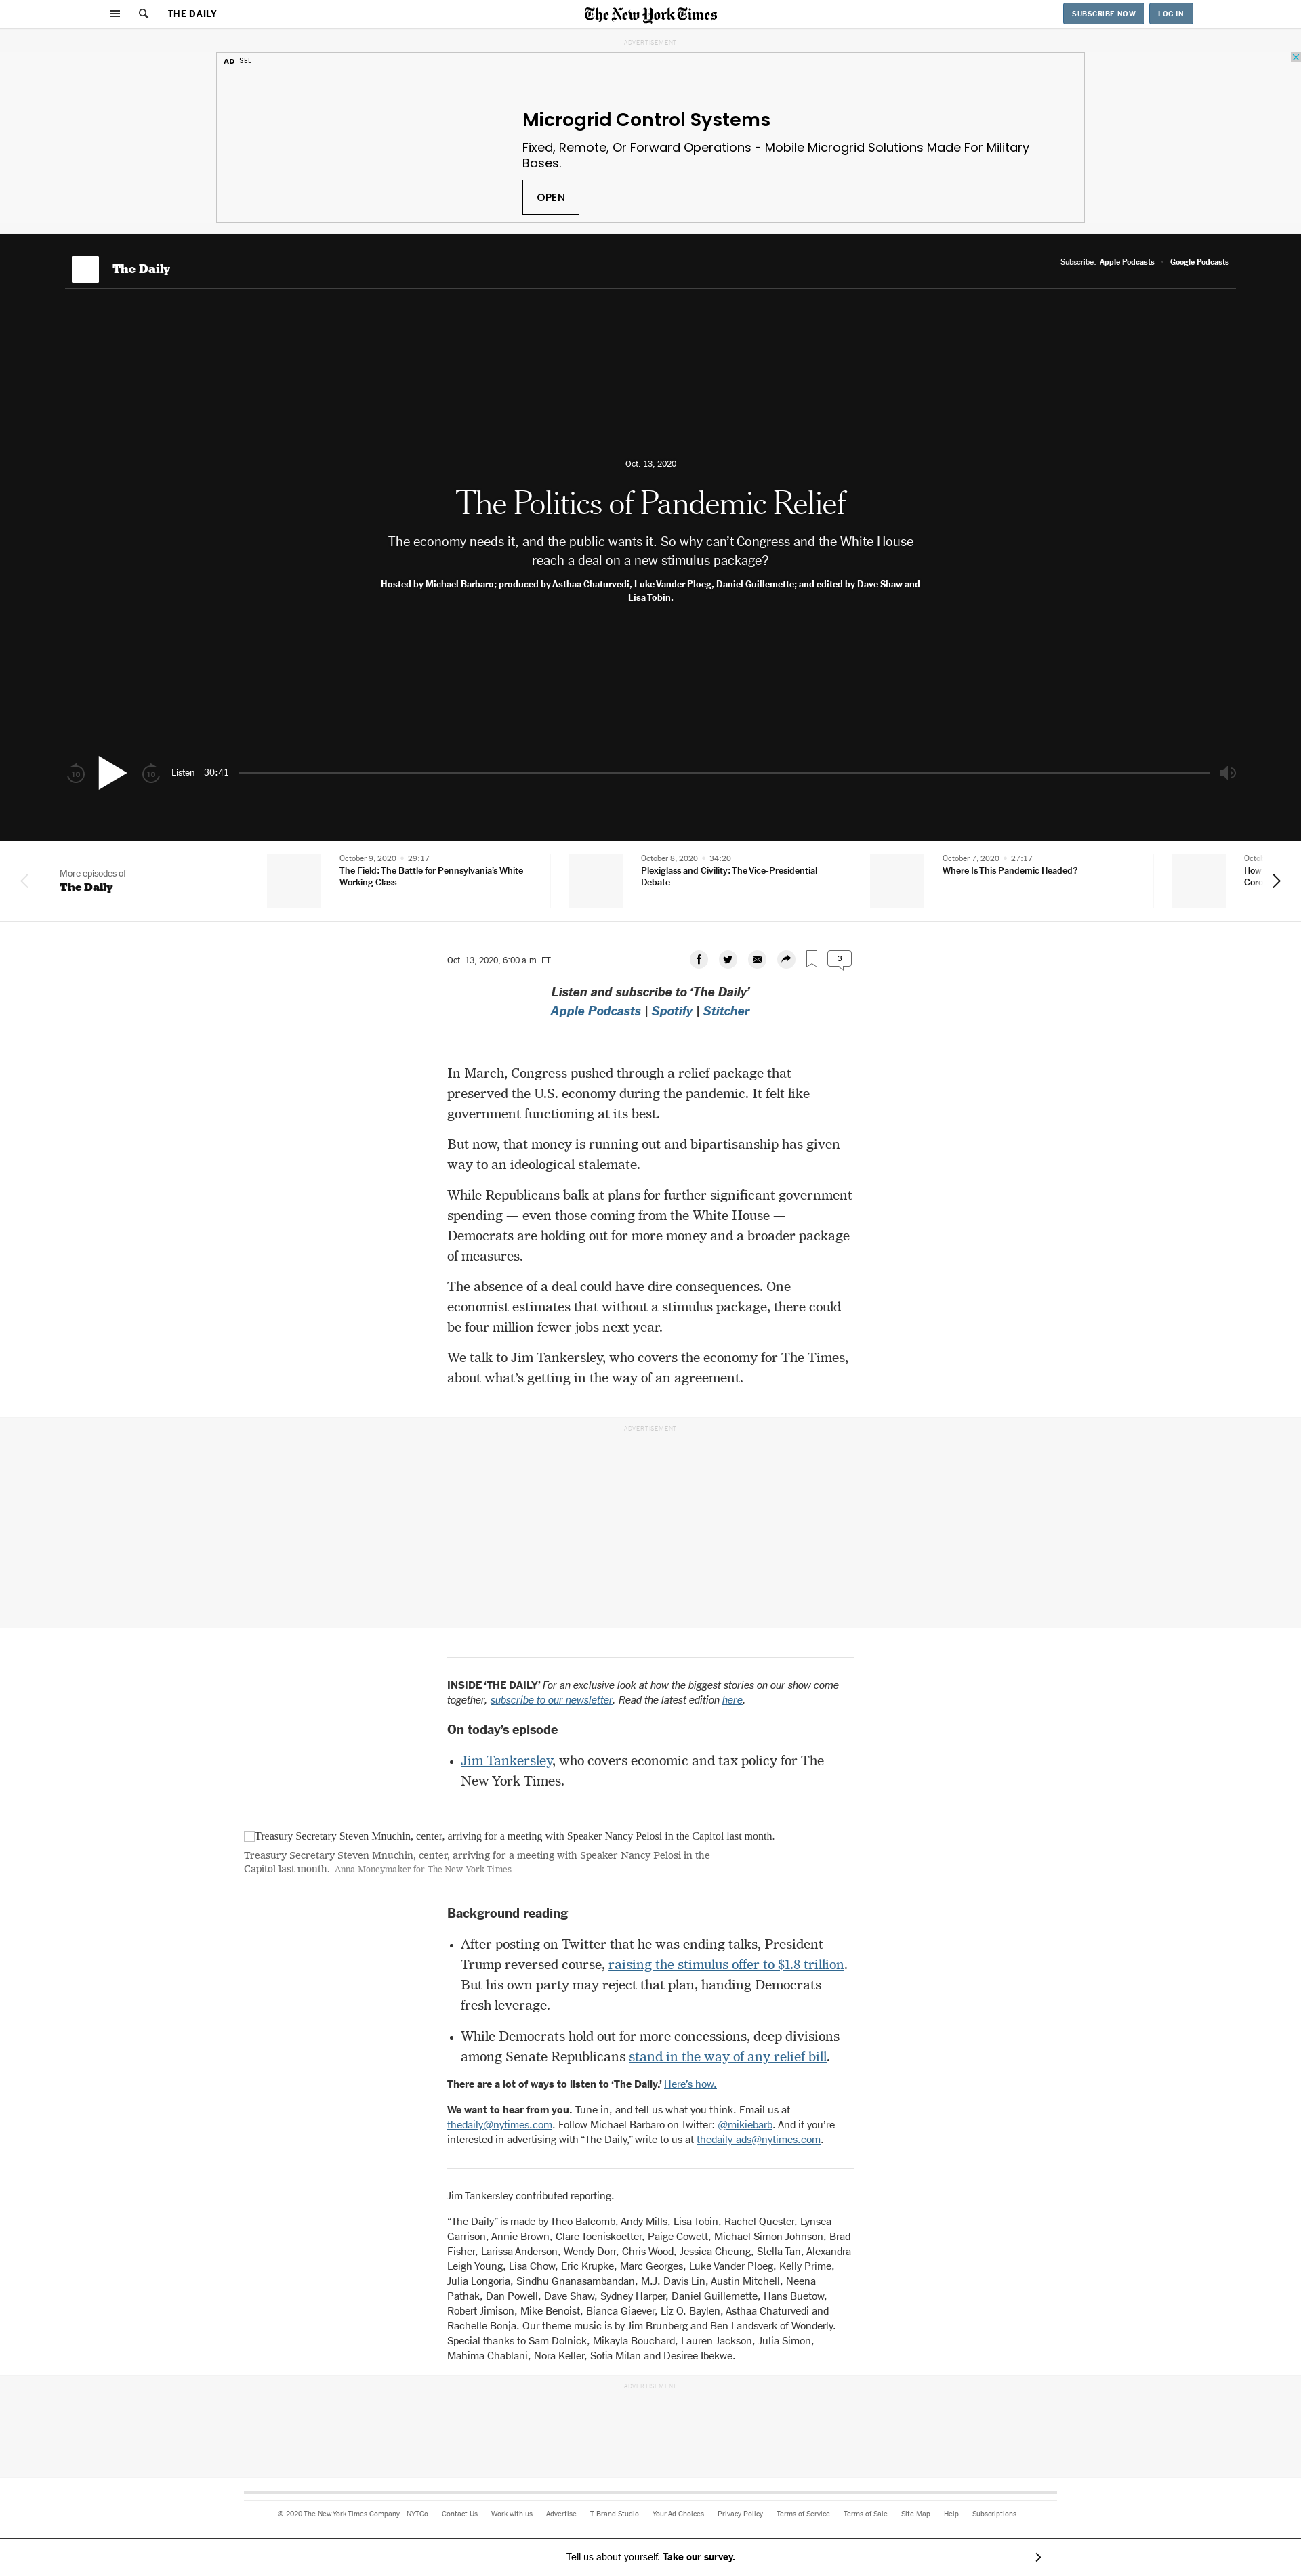 THE DAILY
The New York Times
SUBSCRIBE NOW
LOG IN
ADVERTISEMENT
AD SEL
Microgrid Control Systems
Fixed, Remote, Or Forward Operations - Mobile Microgrid Solutions Made For Military
Bases.
OPEN
The Daily
Subscribe: Apple Podcasts • Google Podcasts
Oct. 13, 2020
The Politics of Pandemic Relief
The economy needs it, and the public wants it. So why can’t Congress and the White House
reach a deal on a new stimulus package?
Hosted by Michael Barbaro; produced by Asthaa Chaturvedi, Luke Vander Ploeg, Daniel Guillemette; and edited by Dave Shaw and
Lisa Tobin.
10
10
Listen 30:41
More episodes of
The Daily
October 9, 2020 • 29:17
The Field: The Battle for Pennsylvania’s White
Working Class
October 8, 2020 • 34:20
Plexiglass and Civility: The Vice-Presidential
Debate
October 7, 2020 • 27:17
Where Is This Pandemic Headed?
Octo
How
Coro
Oct. 13, 2020, 6:00 a.m. ET
3
Listen and subscribe to ‘The Daily’
Apple Podcasts | Spotify | Stitcher
In March, Congress pushed through a relief package that
preserved the U.S. economy during the pandemic. It felt like
government functioning at its best.
But now, that money is running out and bipartisanship has given
way to an ideological stalemate.
While Republicans balk at plans for further significant government
spending — even those coming from the White House —
Democrats are holding out for more money and a broader package
of measures.
The absence of a deal could have dire consequences. One
economist estimates that without a stimulus package, there could
be four million fewer jobs next year.
We talk to Jim Tankersley, who covers the economy for The Times,
about what’s getting in the way of an agreement.
ADVERTISEMENT
INSIDE ‘THE DAILY’ For an exclusive look at how the biggest stories on our show come
together, subscribe to our newsletter. Read the latest edition here.
On today’s episode
• Jim Tankersley, who covers economic and tax policy for The
New York Times.
Treasury Secretary Steven Mnuchin, center, arriving for a meeting with Speaker Nancy Pelosi in the Capitol last month.
Treasury Secretary Steven Mnuchin, center, arriving for a meeting with Speaker Nancy Pelosi in the
Capitol last month. Anna Moneymaker for The New York Times
Background reading
• After posting on Twitter that he was ending talks, President
Trump reversed course, raising the stimulus offer to $1.8 trillion.
But his own party may reject that plan, handing Democrats
fresh leverage.
• While Democrats hold out for more concessions, deep divisions
among Senate Republicans stand in the way of any relief bill.
There are a lot of ways to listen to ‘The Daily.’ Here’s how.
We want to hear from you. Tune in, and tell us what you think. Email us at
thedaily@nytimes.com. Follow Michael Barbaro on Twitter: @mikiebarb. And if you’re
interested in advertising with “The Daily,” write to us at thedaily-ads@nytimes.com.
Jim Tankersley contributed reporting.
“The Daily” is made by Theo Balcomb, Andy Mills, Lisa Tobin, Rachel Quester, Lynsea
Garrison, Annie Brown, Clare Toeniskoetter, Paige Cowett, Michael Simon Johnson, Brad
Fisher, Larissa Anderson, Wendy Dorr, Chris Wood, Jessica Cheung, Stella Tan, Alexandra
Leigh Young, Lisa Chow, Eric Krupke, Marc Georges, Luke Vander Ploeg, Kelly Prime,
Julia Longoria, Sindhu Gnanasambandan, M.J. Davis Lin, Austin Mitchell, Neena
Pathak, Dan Powell, Dave Shaw, Sydney Harper, Daniel Guillemette, Hans Buetow,
Robert Jimison, Mike Benoist, Bianca Giaever, Liz O. Baylen, Asthaa Chaturvedi and
Rachelle Bonja. Our theme music is by Jim Brunberg and Ben Landsverk of Wonderly.
Special thanks to Sam Dolnick, Mikayla Bouchard, Lauren Jackson, Julia Simon,
Mahima Chablani, Nora Keller, Sofia Milan and Desiree Ibekwe.
ADVERTISEMENT
© 2020 The New York Times Company NYTCo Contact Us Work with us Advertise T Brand Studio Your Ad Choices Privacy Policy Terms of Service Terms of Sale Site Map Help Subscriptions
Tell us about yourself. Take our survey.